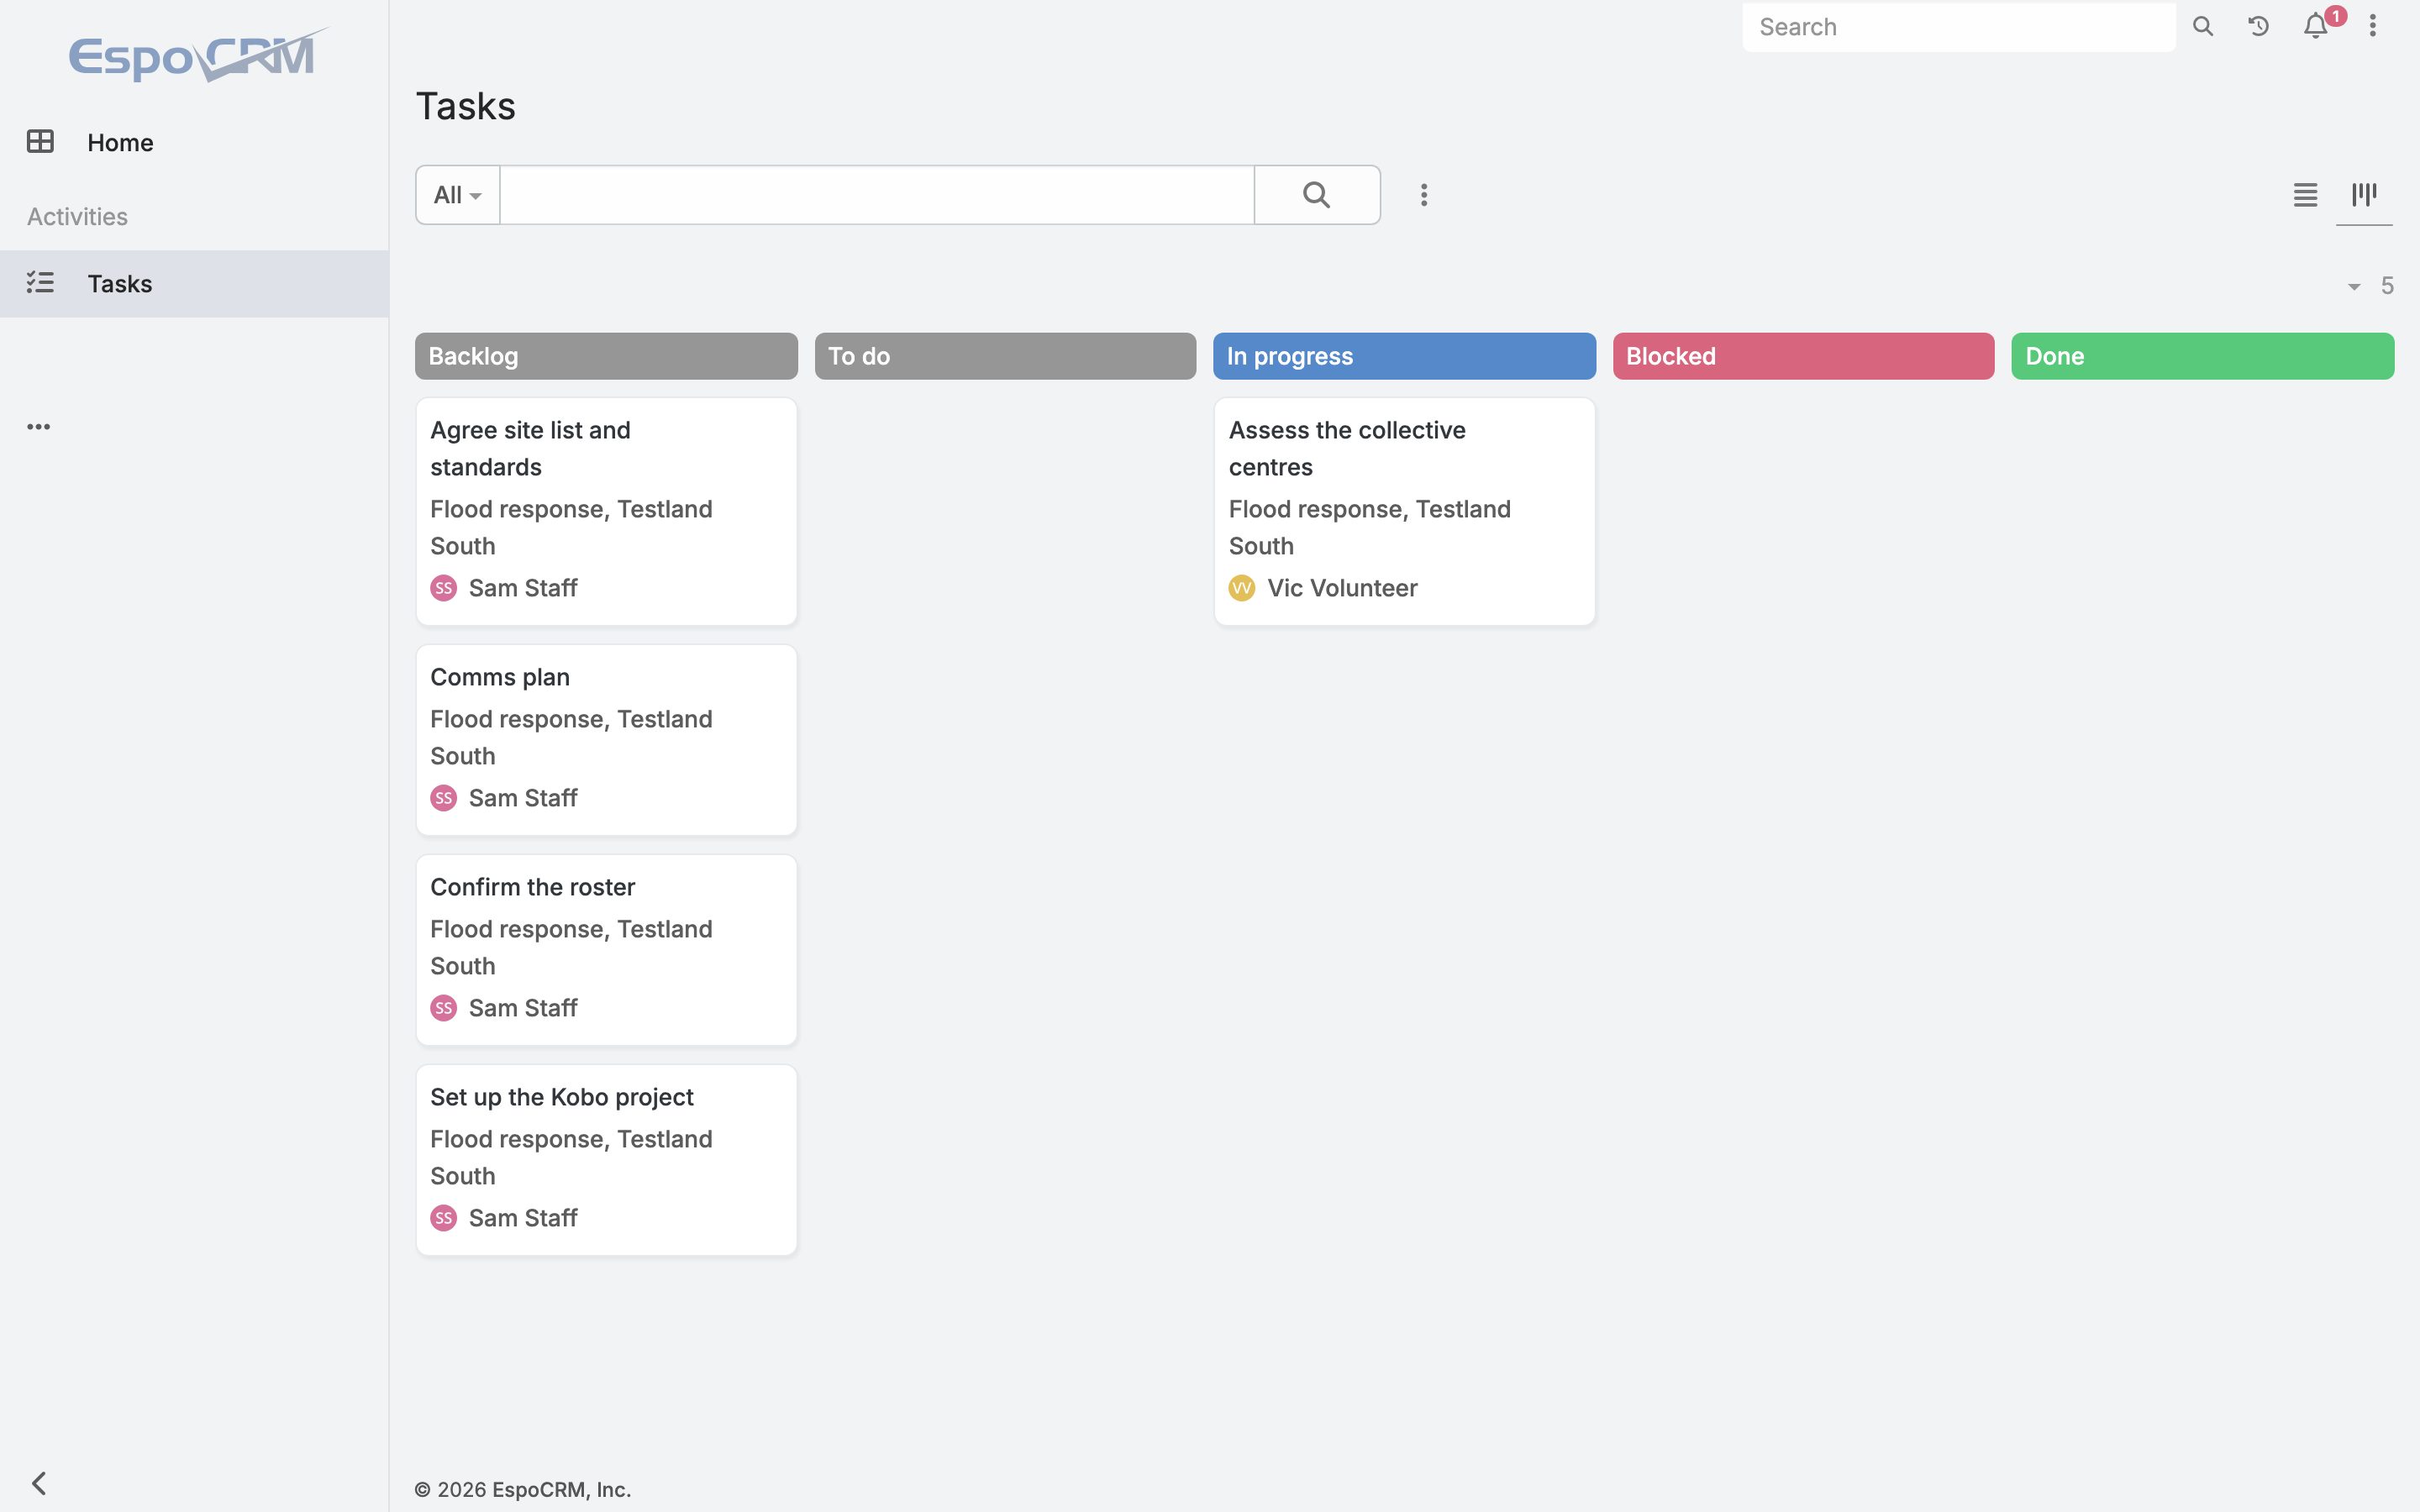 EspoCRM
Search
1
Home
Activities
Tasks
Tasks
All
5
Backlog
To do
In progress
Blocked
Done
Agree site list and
standards
Flood response, Testland
South
SS Sam Staff
Comms plan
Flood response, Testland
South
SS Sam Staff
Confirm the roster
Flood response, Testland
South
SS Sam Staff
Set up the Kobo project
Flood response, Testland
South
SS Sam Staff
Assess the collective
centres
Flood response, Testland
South
VV Vic Volunteer
© 2026 EspoCRM, Inc.